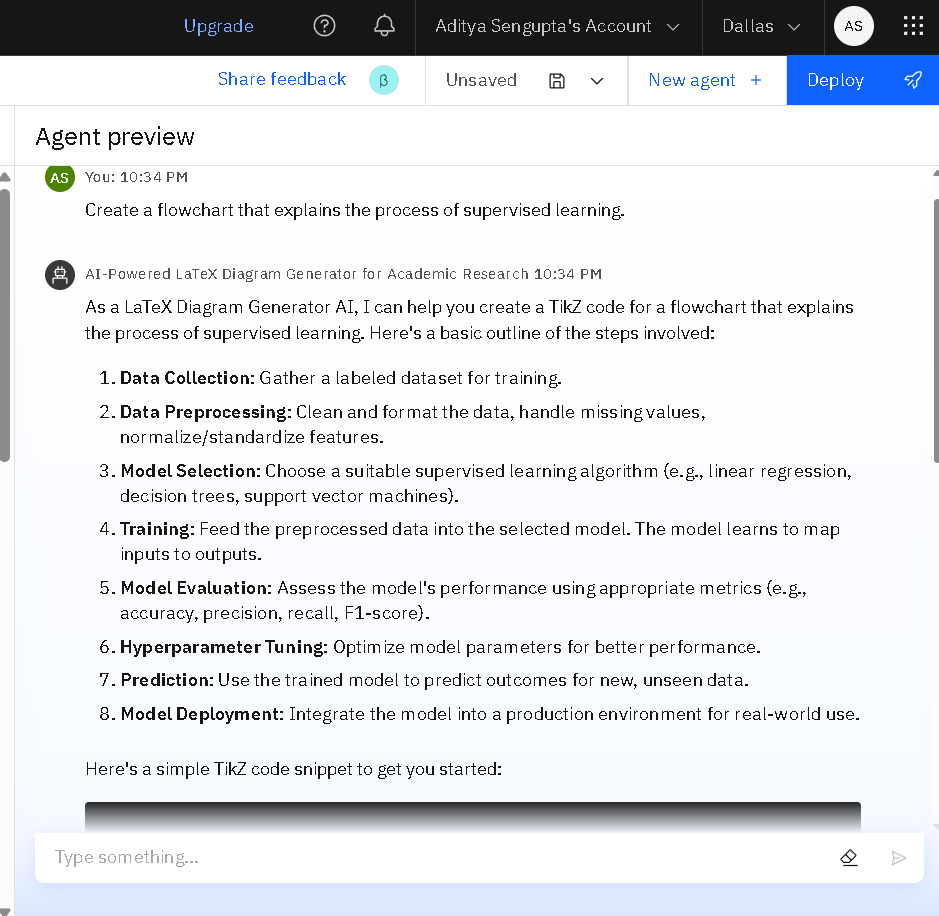 Upgrade
Aditya Sengupta's Account
Dallas
AS
Share feedback
β
Unsaved
New agent +
Deploy
Agent preview
AS
You: 10:34 PM
Create a flowchart that explains the process of supervised learning.
AI-Powered LaTeX Diagram Generator for Academic Research 10:34 PM
As a LaTeX Diagram Generator AI, I can help you create a TikZ code for a flowchart that explains
the process of supervised learning. Here's a basic outline of the steps involved:
1. Data Collection: Gather a labeled dataset for training.
2. Data Preprocessing: Clean and format the data, handle missing values,
normalize/standardize features.
3. Model Selection: Choose a suitable supervised learning algorithm (e.g., linear regression,
decision trees, support vector machines).
4. Training: Feed the preprocessed data into the selected model. The model learns to map
inputs to outputs.
5. Model Evaluation: Assess the model's performance using appropriate metrics (e.g.,
accuracy, precision, recall, F1-score).
6. Hyperparameter Tuning: Optimize model parameters for better performance.
7. Prediction: Use the trained model to predict outcomes for new, unseen data.
8. Model Deployment: Integrate the model into a production environment for real-world use.
Here's a simple TikZ code snippet to get you started:
Type something...